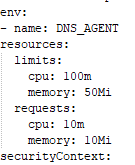 env:
- name: DNS_AGENT
resources:
  limits:
    cpu: 100m
    memory: 50Mi
  requests:
    cpu: 10m
    memory: 10Mi
securityContext: